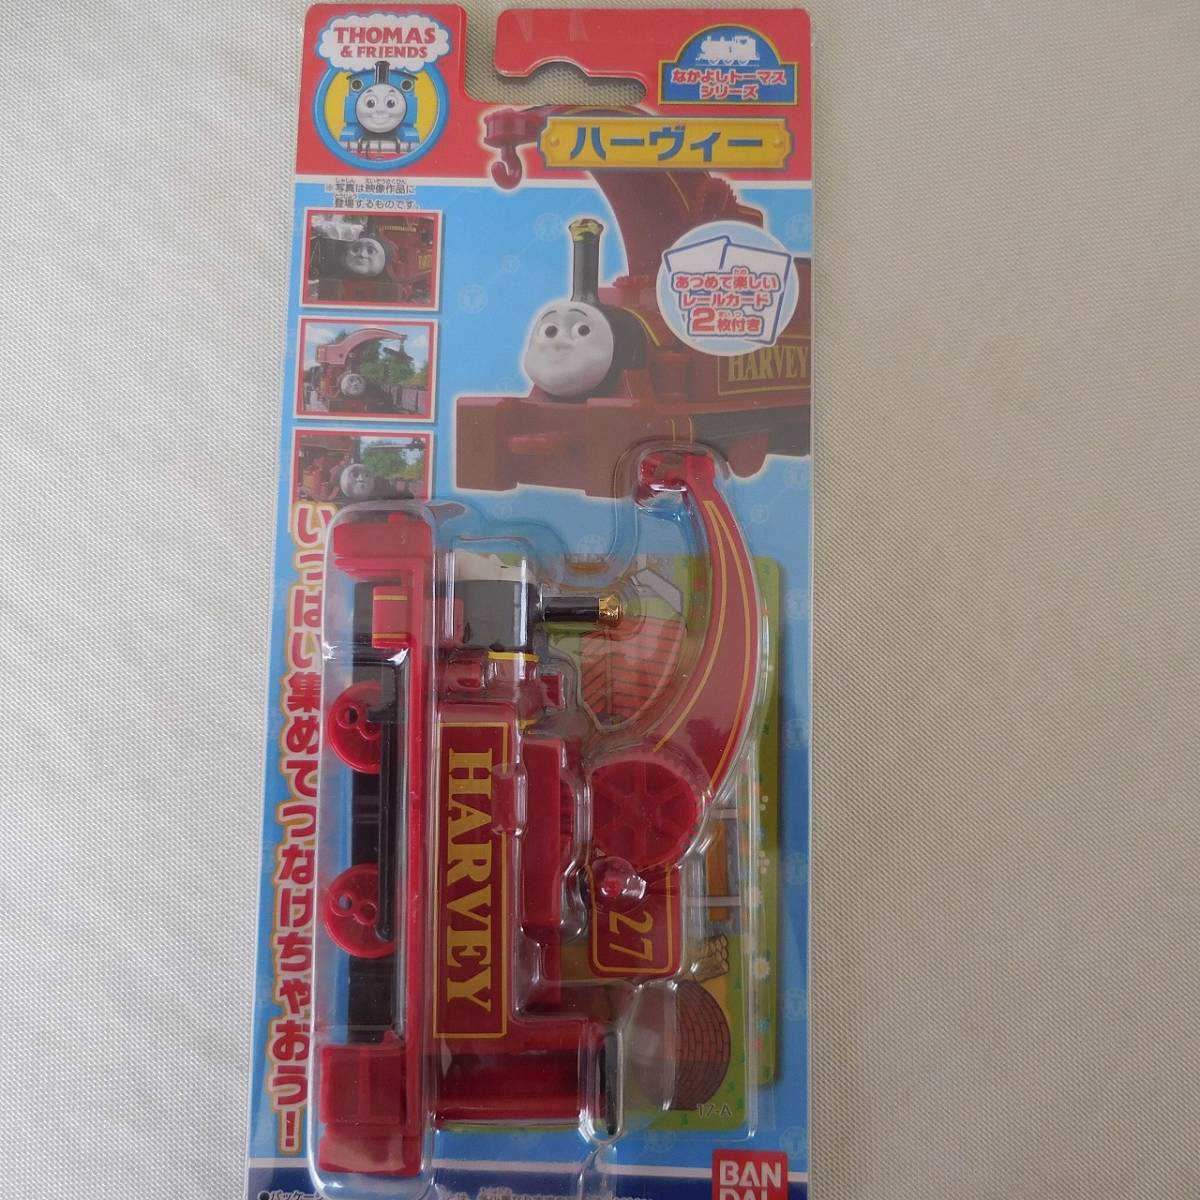 THOMAS
& FRIENDS
なかよしトーマス
シリーズ
ハーヴィー
※写真は映像作品に
登場するものです。
あつめて楽しい
レールカード
2枚付き
HARVEY
いっぱい集めてつなげちゃおう!
HARVEY
27
17-A
BAN
DAI